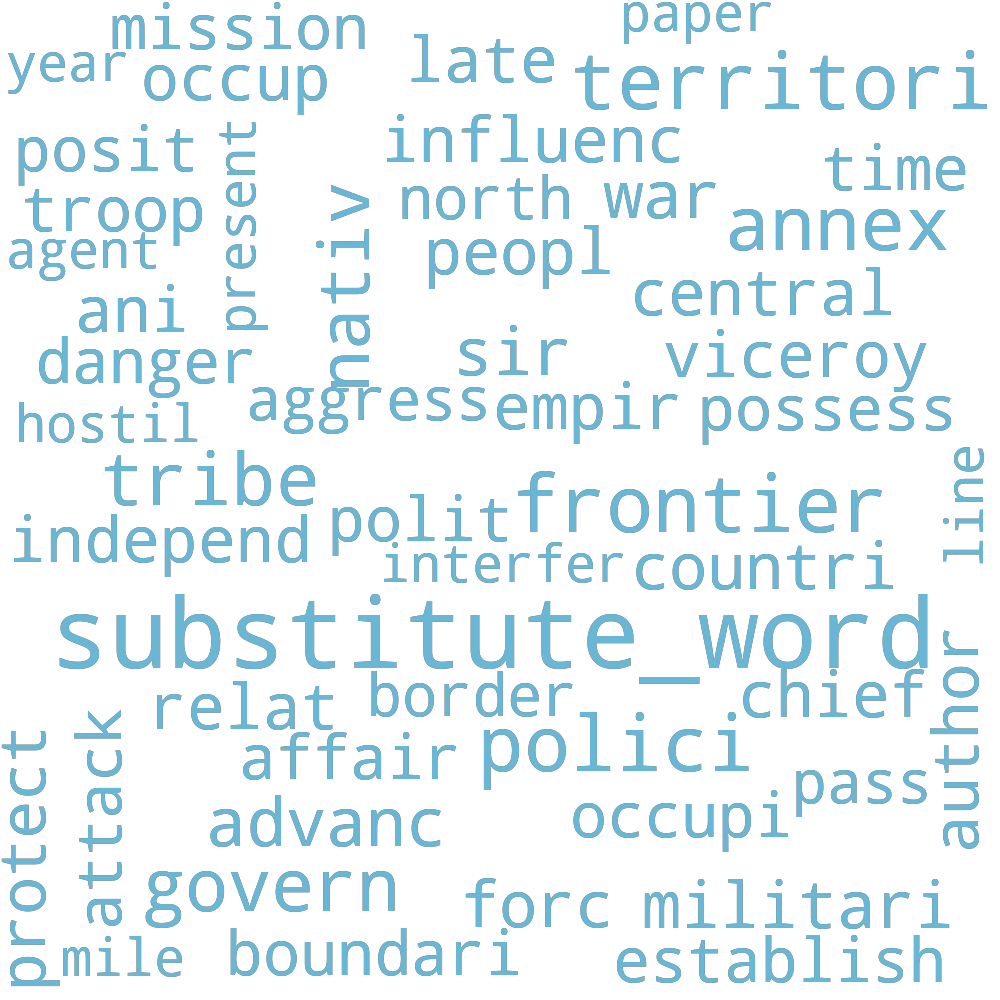 paper
mission
late
year
occup
territori
influenc
posit
present
time
north
war
troop
nativ
annex
agent
peopl
central
ani
sir
viceroy
danger
aggress
empir
possess
hostil
tribe
frontier
line
polit
independ
interfer
countri
substitute_word
author
relat
border
chief
protect
attack
affair
polici
pass
advanc
occupi
govern
forc
militari
mile
boundari
establish